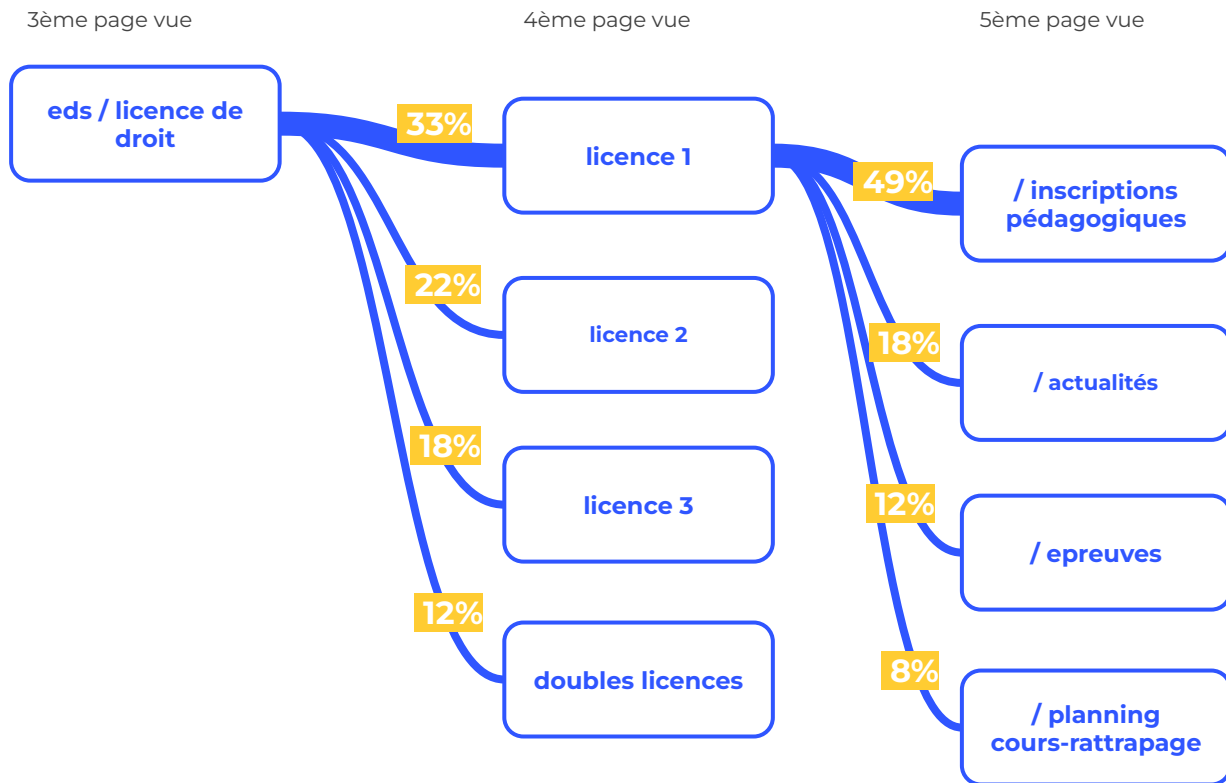 3ème page vue
4ème page vue
5ème page vue
eds / licence de
droit
33%
licence 1
49%
/ inscriptions
pédagogiques
22%
licence 2
18%
/ actualités
18%
licence 3
12%
/ epreuves
12%
doubles licences
8%
/ planning
cours-rattrapage